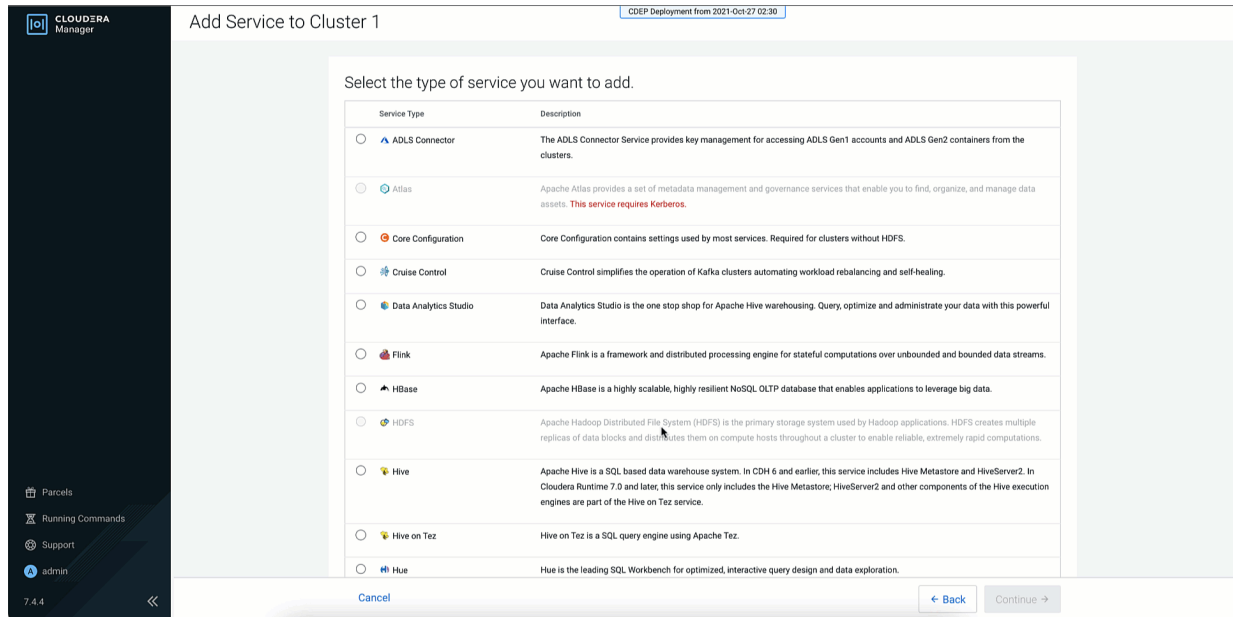 CLOUDERA
Manager
Add Service to Cluster 1
CDEP Deployment from 2021-Oct-27 02:30
Select the type of service you want to add.
Service Type Description
ADLS Connector The ADLS Connector Service provides key management for accessing ADLS Gen1 accounts and ADLS Gen2 containers from the
clusters.
Atlas Apache Atlas provides a set of metadata management and governance services that enable you to find, organize, and manage data
assets. This service requires Kerberos.
Core Configuration Core Configuration contains settings used by most services. Required for clusters without HDFS.
Cruise Control Cruise Control simplifies the operation of Kafka clusters automating workload rebalancing and self-healing.
Data Analytics Studio Data Analytics Studio is the one stop shop for Apache Hive warehousing. Query, optimize and administrate your data with this powerful
interface.
Flink Apache Flink is a framework and distributed processing engine for stateful computations over unbounded and bounded data streams.
HBase Apache HBase is a highly scalable, highly resilient NoSQL OLTP database that enables applications to leverage big data.
HDFS Apache Hadoop Distributed File System (HDFS) is the primary storage system used by Hadoop applications. HDFS creates multiple
replicas of data blocks and distributes them on compute hosts throughout a cluster to enable reliable, extremely rapid computations.
Hive Apache Hive is a SQL based data warehouse system. In CDH 6 and earlier, this service includes Hive Metastore and HiveServer2. In
Cloudera Runtime 7.0 and later, this service only includes the Hive Metastore; HiveServer2 and other components of the Hive execution
engines are part of the Hive on Tez service.
Hive on Tez Hive on Tez is a SQL query engine using Apache Tez.
Hue Hue is the leading SQL Workbench for optimized, interactive query design and data exploration.
Parcels
Running Commands
Support
A admin
7.4.4
Cancel
← Back
Continue →